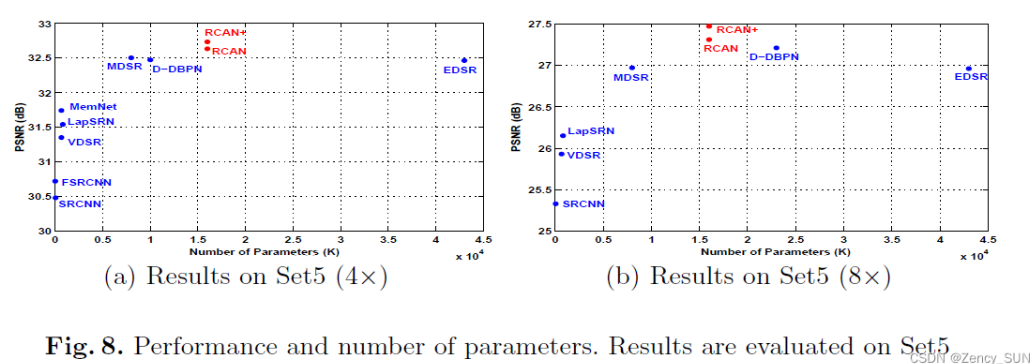 33
32.5
32
31.5
31
30.5
30
PSNR (dB)
RCAN+
RCAN
MDSR
D-DBPN
EDSR
MemNet
LapSRN
VDSR
FSRCNN
SRCNN
0 0.5 1 1.5 2 2.5 3 3.5 4 4.5
Number of Parameters (K)
x 10⁴
(a) Results on Set5 (4×)
27.5
27
26.5
26
25.5
25
PSNR (dB)
RCAN+
RCAN
D-DBPN
MDSR
EDSR
LapSRN
VDSR
SRCNN
0 0.5 1 1.5 2 2.5 3 3.5 4 4.5
Number of Parameters (K)
x 10⁴
(b) Results on Set5 (8×)
Fig. 8. Performance and number of parameters. Results are evaluated on Set5
CSDN @Zency_SUN